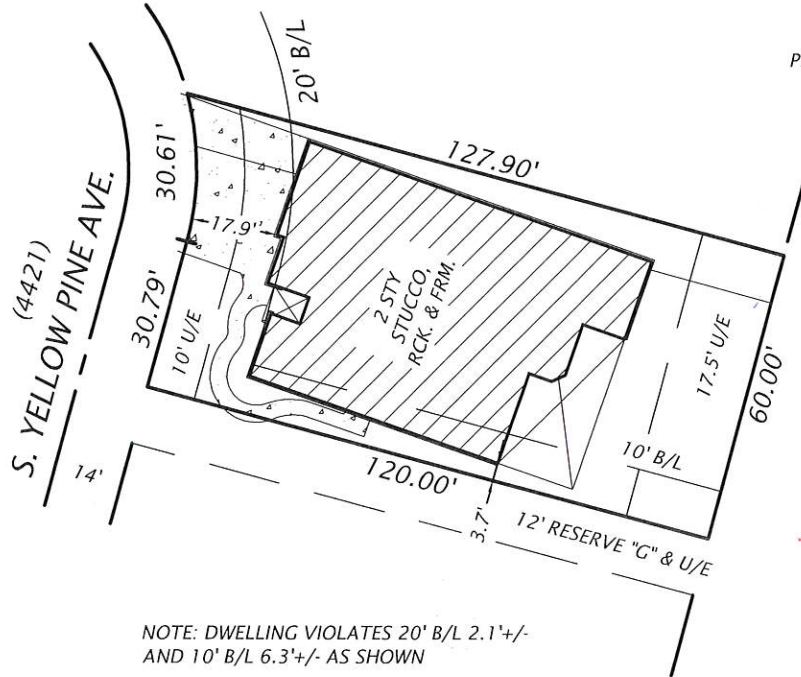 20' B/L
P
127.90'
30.61'
17.9'
(4421)
S. YELLOW PINE AVE.
30.79'
10' U/E
2 STY
STUCCO,
RCK. & FRM.
17.5' U/E
60.00'
10' B/L
14'
120.00'
3.7'
12' RESERVE "G" & U/E
NOTE: DWELLING VIOLATES 20' B/L 2.1'+/-
AND 10' B/L 6.3'+/- AS SHOWN